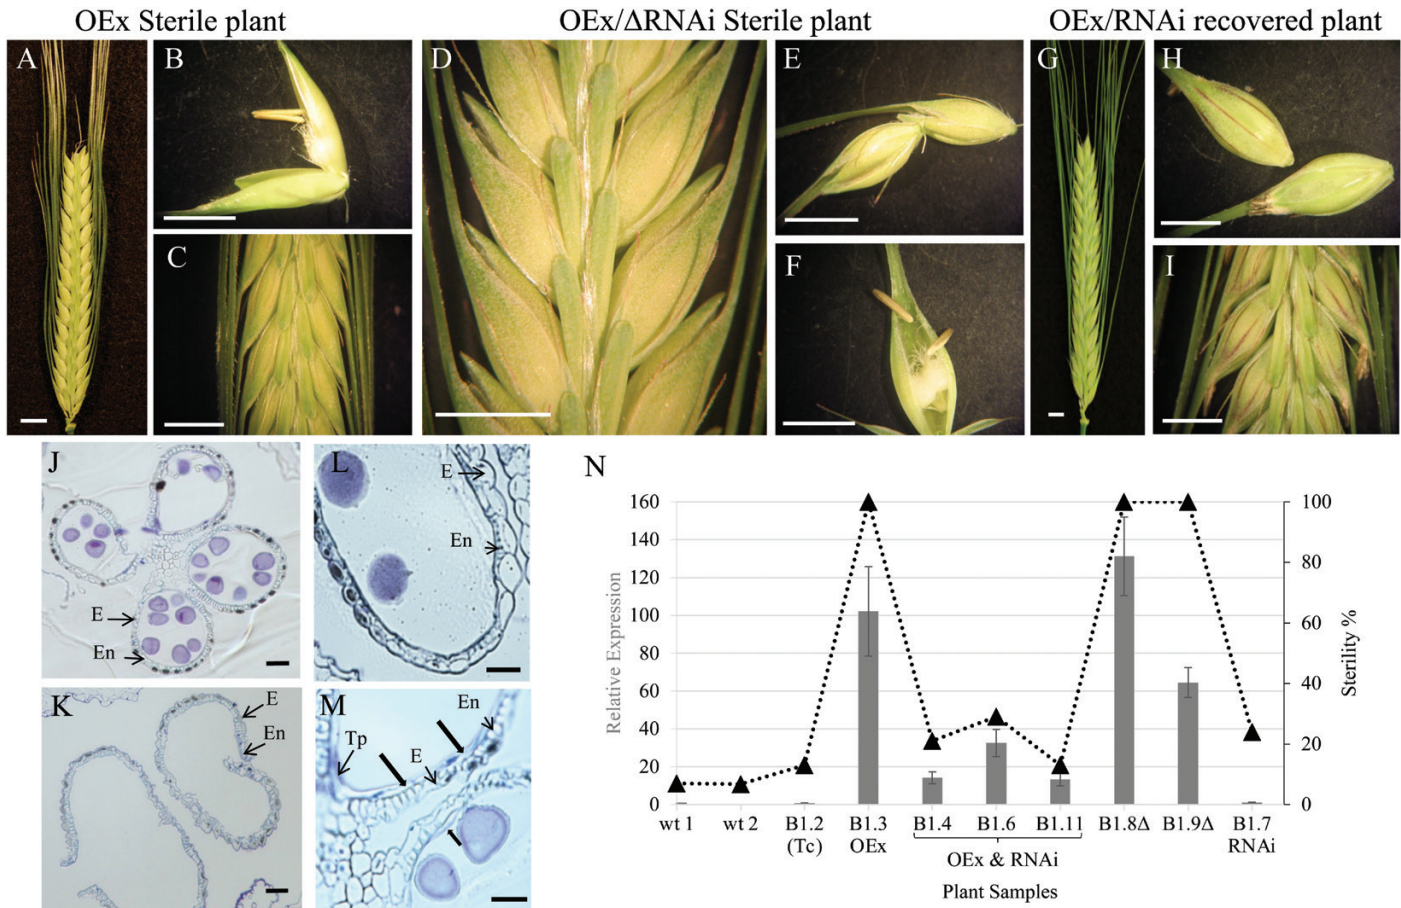 OEx Sterile plant
OEx/ΔRNAi Sterile plant
OEx/RNAi recovered plant
A
B
C
D
E
F
G
H
I
J
E
En
K
E
En
L
E
En
M
Tp
E
En
N
160
140
120
100
80
60
40
20
0
Relative Expression
100
80
60
40
20
0
Sterility %
wt 1
wt 2
B1.2
(Tc)
B1.3
OEx
B1.4
B1.6
B1.11
OEx & RNAi
B1.8Δ
B1.9Δ
B1.7
RNAi
Plant Samples